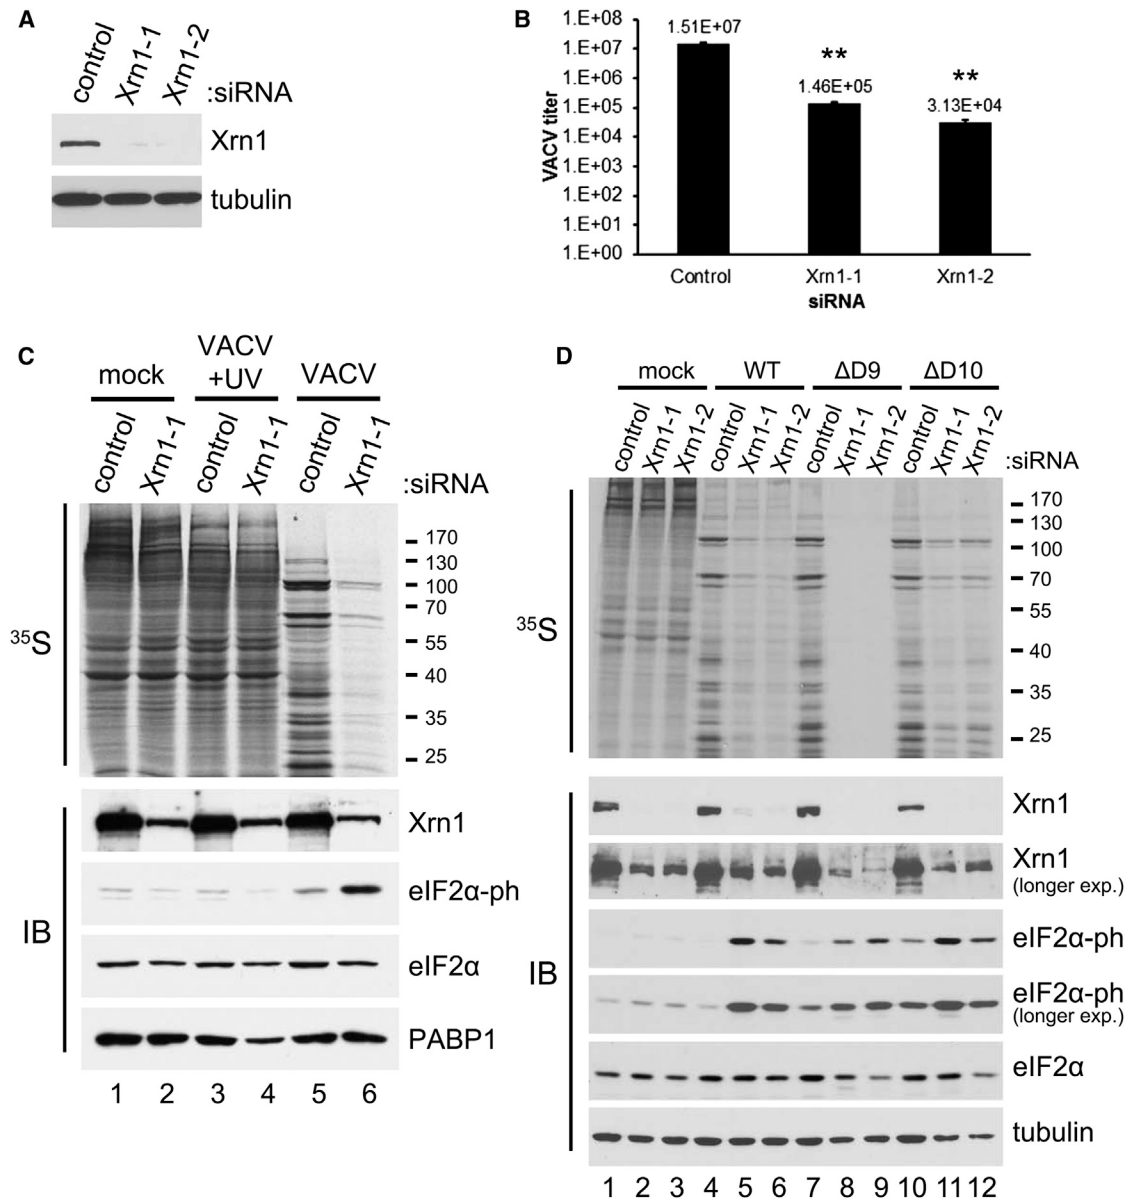 A
control
Xrn1-1
Xrn1-2
:siRNA
Xrn1
tubulin
B
VACV titer
1.E+08
1.E+07
1.E+06
1.E+05
1.E+04
1.E+03
1.E+02
1.E+01
1.E+00
1.51E+07
**
1.46E+05
**
3.13E+04
Control
Xrn1-1
Xrn1-2
siRNA
C
mock
VACV
+UV
VACV
control
Xrn1-1
control
Xrn1-1
control
Xrn1-1
:siRNA
35S
170
130
100
70
55
40
35
25
IB
Xrn1
eIF2α-ph
eIF2α
PABP1
1 2 3 4 5 6
D
mock WT ΔD9 ΔD10
control
Xrn1-1
Xrn1-2
control
Xrn1-1
Xrn1-2
control
Xrn1-1
Xrn1-2
control
Xrn1-1
Xrn1-2
:siRNA
35S
170
130
100
70
55
40
35
25
IB
Xrn1
Xrn1
(longer exp.)
eIF2α-ph
eIF2α-ph
(longer exp.)
eIF2α
tubulin
1 2 3 4 5 6 7 8 9 10 11 12